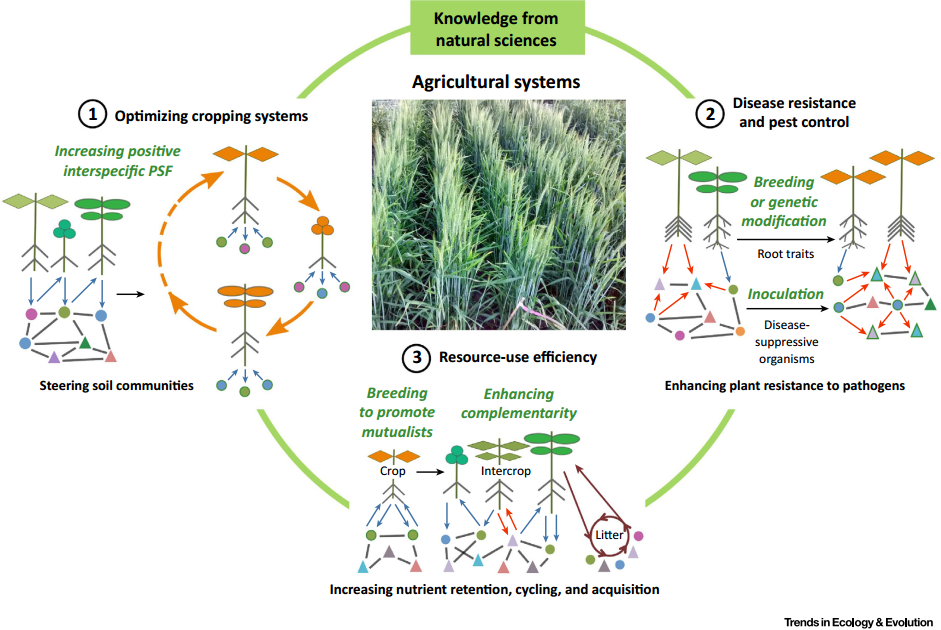 Knowledge from
natural sciences
Agricultural systems
1
Optimizing cropping systems
Increasing positive
interspecific PSF
Steering soil communities
2
Disease resistance
and pest control
Breeding
or genetic
modification
Root traits
Inoculation
Disease-
suppressive
organisms
Enhancing plant resistance to pathogens
3
Resource-use efficiency
Breeding
to promote
mutualists
Enhancing
complementarity
Crop
Intercrop
Litter
Increasing nutrient retention, cycling, and acquisition
Trends in Ecology & Evolution